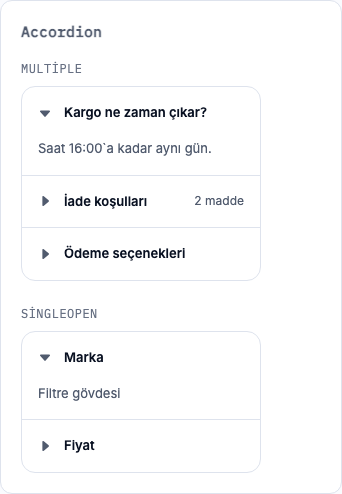 Accordion
MULTİPLE
Kargo ne zaman çıkar?
Saat 16:00`a kadar aynı gün.
İade koşulları 2 madde
Ödeme seçenekleri
SİNGLEOPEN
Marka
Filtre gövdesi
Fiyat